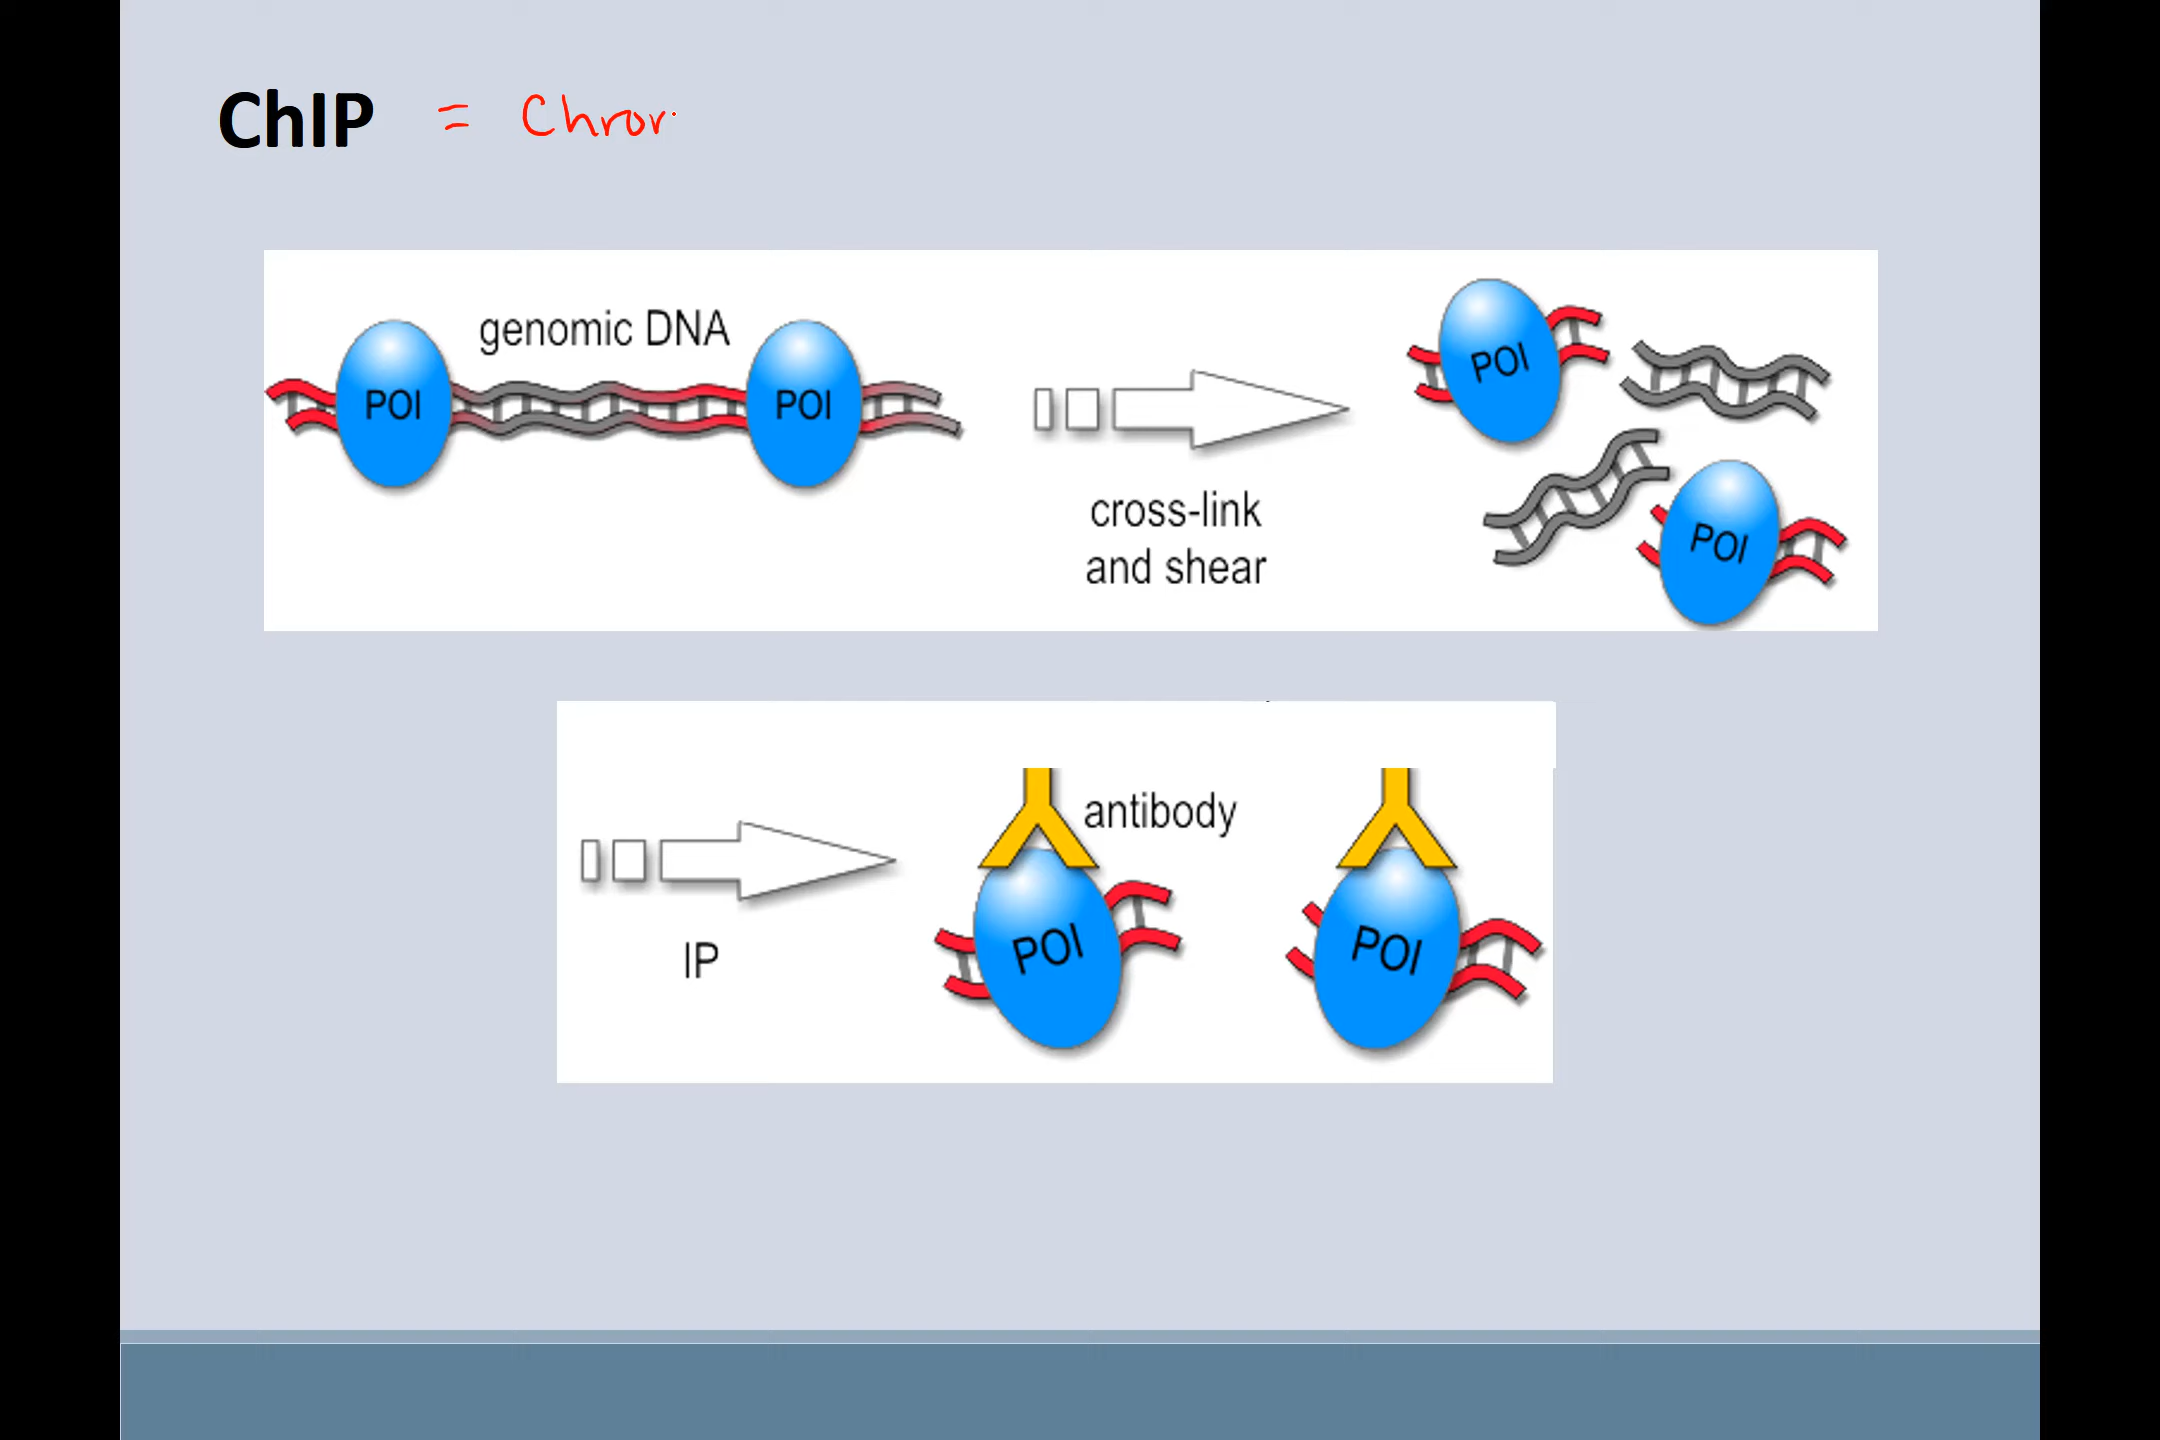 ChIP = Chror
genomic DNA
POI
POI
cross-link
and shear
POI
POI
IP
antibody
POI
POI